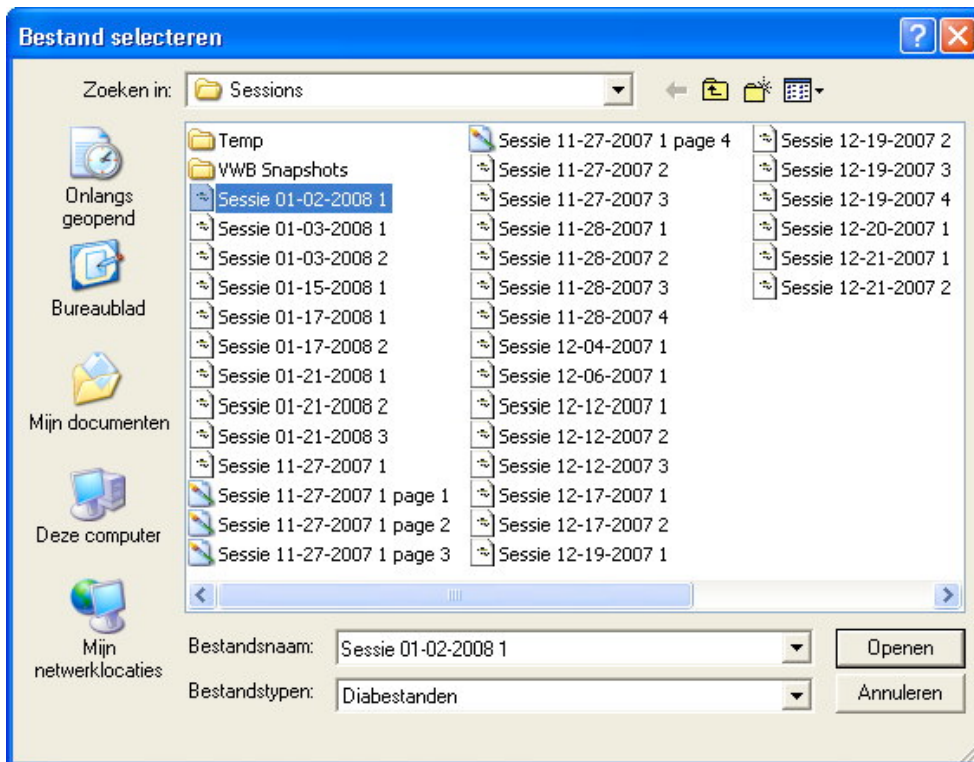 Bestand selecteren
Zoeken in: Sessions
Onlangs
geopend
Bureaublad
Mijn documenten
Deze computer
Mijn
netwerklocaties
Temp
VWB Snapshots
Sessie 01-02-2008 1
Sessie 01-03-2008 1
Sessie 01-03-2008 2
Sessie 01-15-2008 1
Sessie 01-17-2008 1
Sessie 01-17-2008 2
Sessie 01-21-2008 1
Sessie 01-21-2008 2
Sessie 01-21-2008 3
Sessie 11-27-2007 1
Sessie 11-27-2007 1 page 1
Sessie 11-27-2007 1 page 2
Sessie 11-27-2007 1 page 3
Sessie 11-27-2007 1 page 4
Sessie 11-27-2007 2
Sessie 11-27-2007 3
Sessie 11-28-2007 1
Sessie 11-28-2007 2
Sessie 11-28-2007 3
Sessie 11-28-2007 4
Sessie 12-04-2007 1
Sessie 12-06-2007 1
Sessie 12-12-2007 1
Sessie 12-12-2007 2
Sessie 12-12-2007 3
Sessie 12-17-2007 1
Sessie 12-17-2007 2
Sessie 12-19-2007 1
Sessie 12-19-2007 2
Sessie 12-19-2007 3
Sessie 12-19-2007 4
Sessie 12-20-2007 1
Sessie 12-21-2007 1
Sessie 12-21-2007 2
Bestandsnaam: Sessie 01-02-2008 1 Openen
Bestandstypen: Diabestanden Annuleren